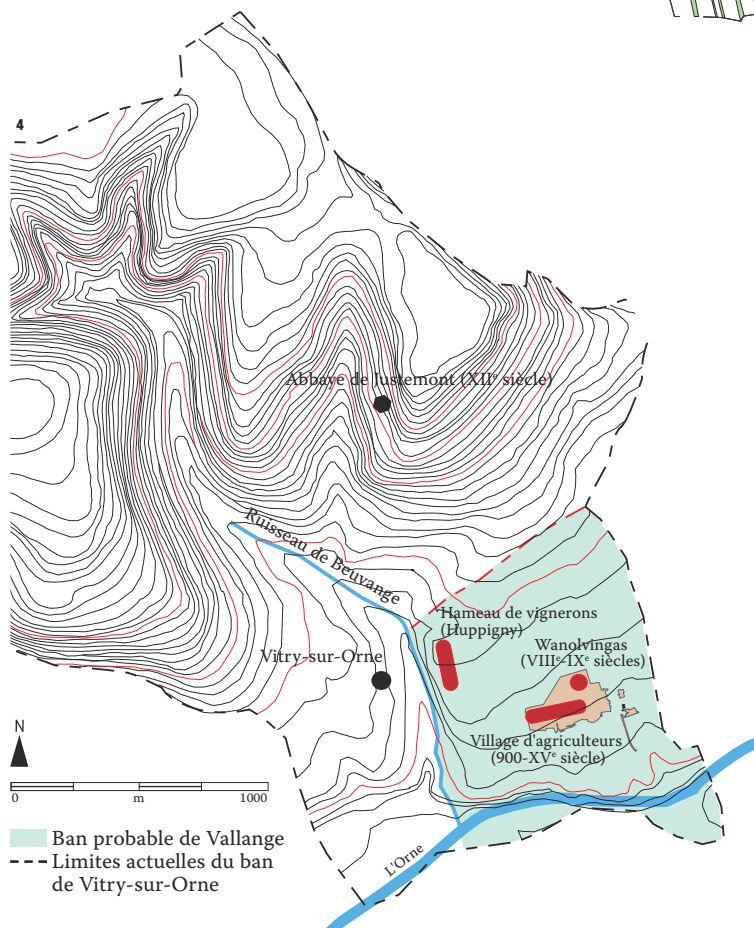 4
Abbaye de Justemont (XIIe siècle)
Ruisseau de Beuvange
Hameau de vignerons
(Huppigny)
Wanolvingas
(VIIIe-IXe siècles)
Vitry-sur-Orne
Village d'agriculteurs
(900-XVe siècle)
N
0 m 1000
L'Orne
Ban probable de Vallange
Limites actuelles du ban
de Vitry-sur-Orne